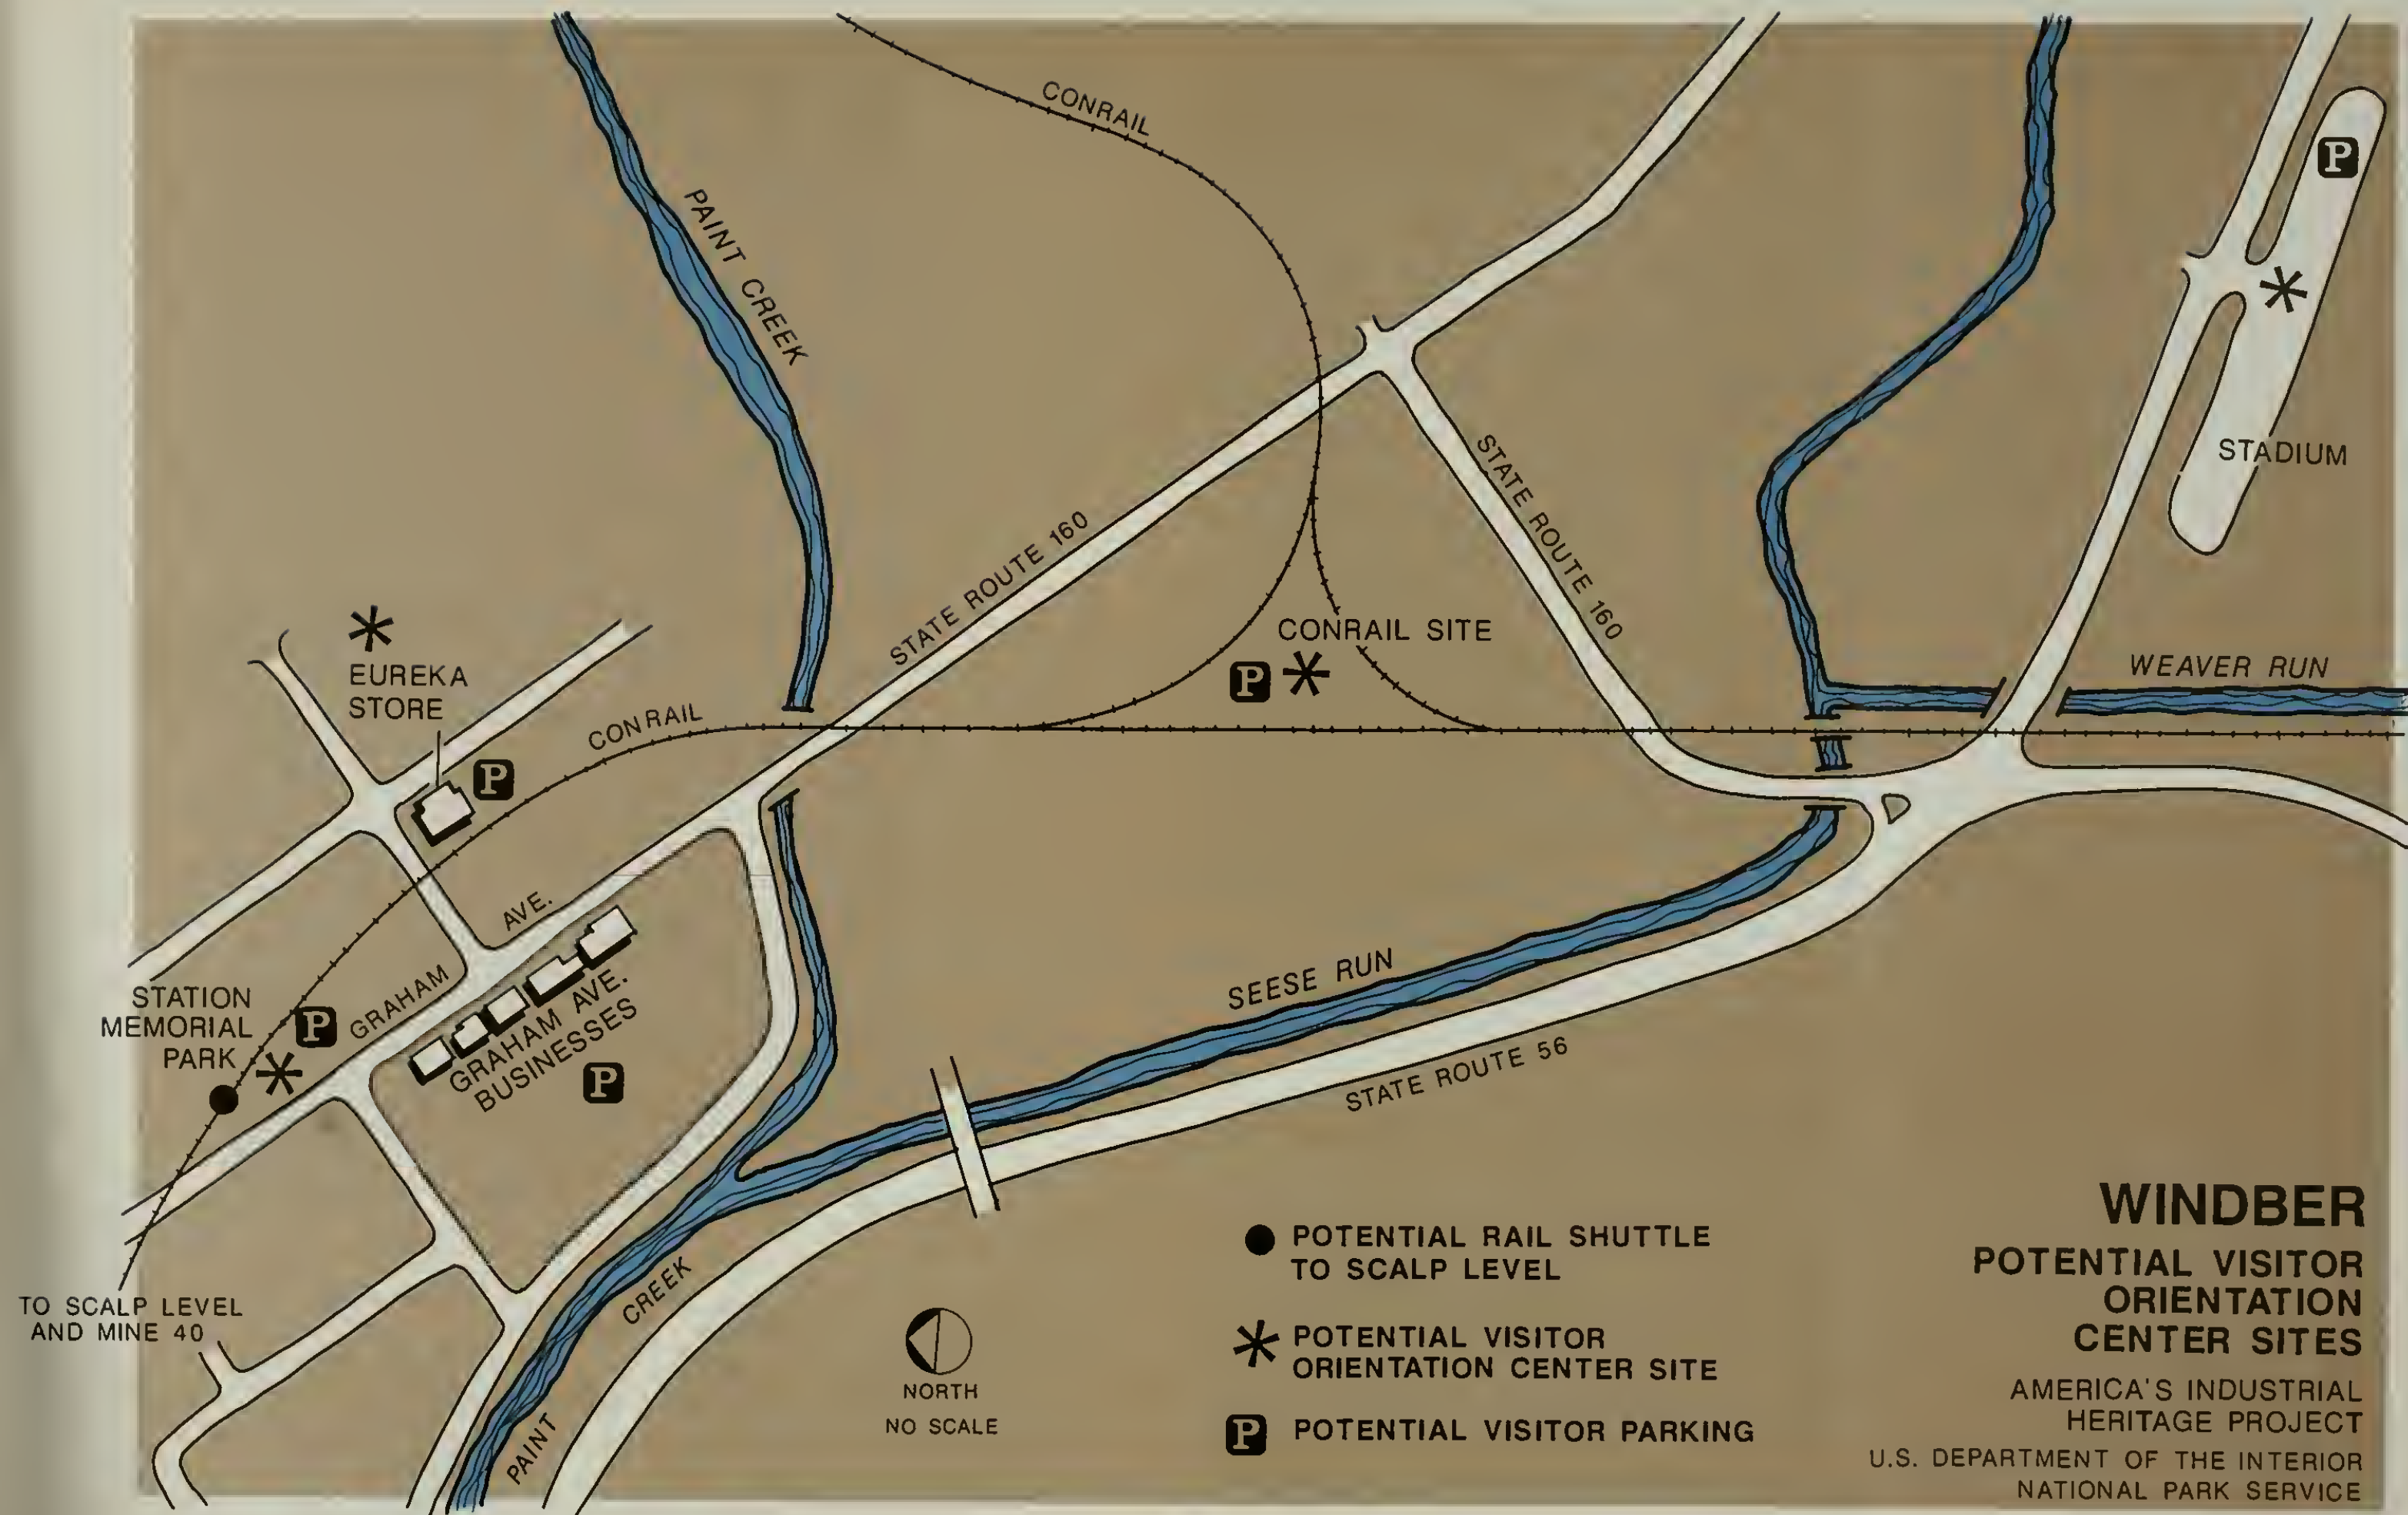 CONRAIL
P
PAINT CREEK
STADIUM
STATE ROUTE 160
STATE ROUTE 160
CONRAIL SITE
P
WEAVER RUN
EUREKA
STORE
CONRAIL
P
GRAHAM AVE.
STATION
MEMORIAL
PARK
P
GRAHAM AVE.
BUSINESSES
P
SEESE RUN
STATE ROUTE 56
TO SCALP LEVEL
AND MINE 40
PAINT CREEK
NORTH
NO SCALE
POTENTIAL RAIL SHUTTLE
TO SCALP LEVEL
POTENTIAL VISITOR
ORIENTATION CENTER SITE
P POTENTIAL VISITOR PARKING
WINDBER
POTENTIAL VISITOR
ORIENTATION
CENTER SITES
AMERICA'S INDUSTRIAL
HERITAGE PROJECT
U.S. DEPARTMENT OF THE INTERIOR
NATIONAL PARK SERVICE